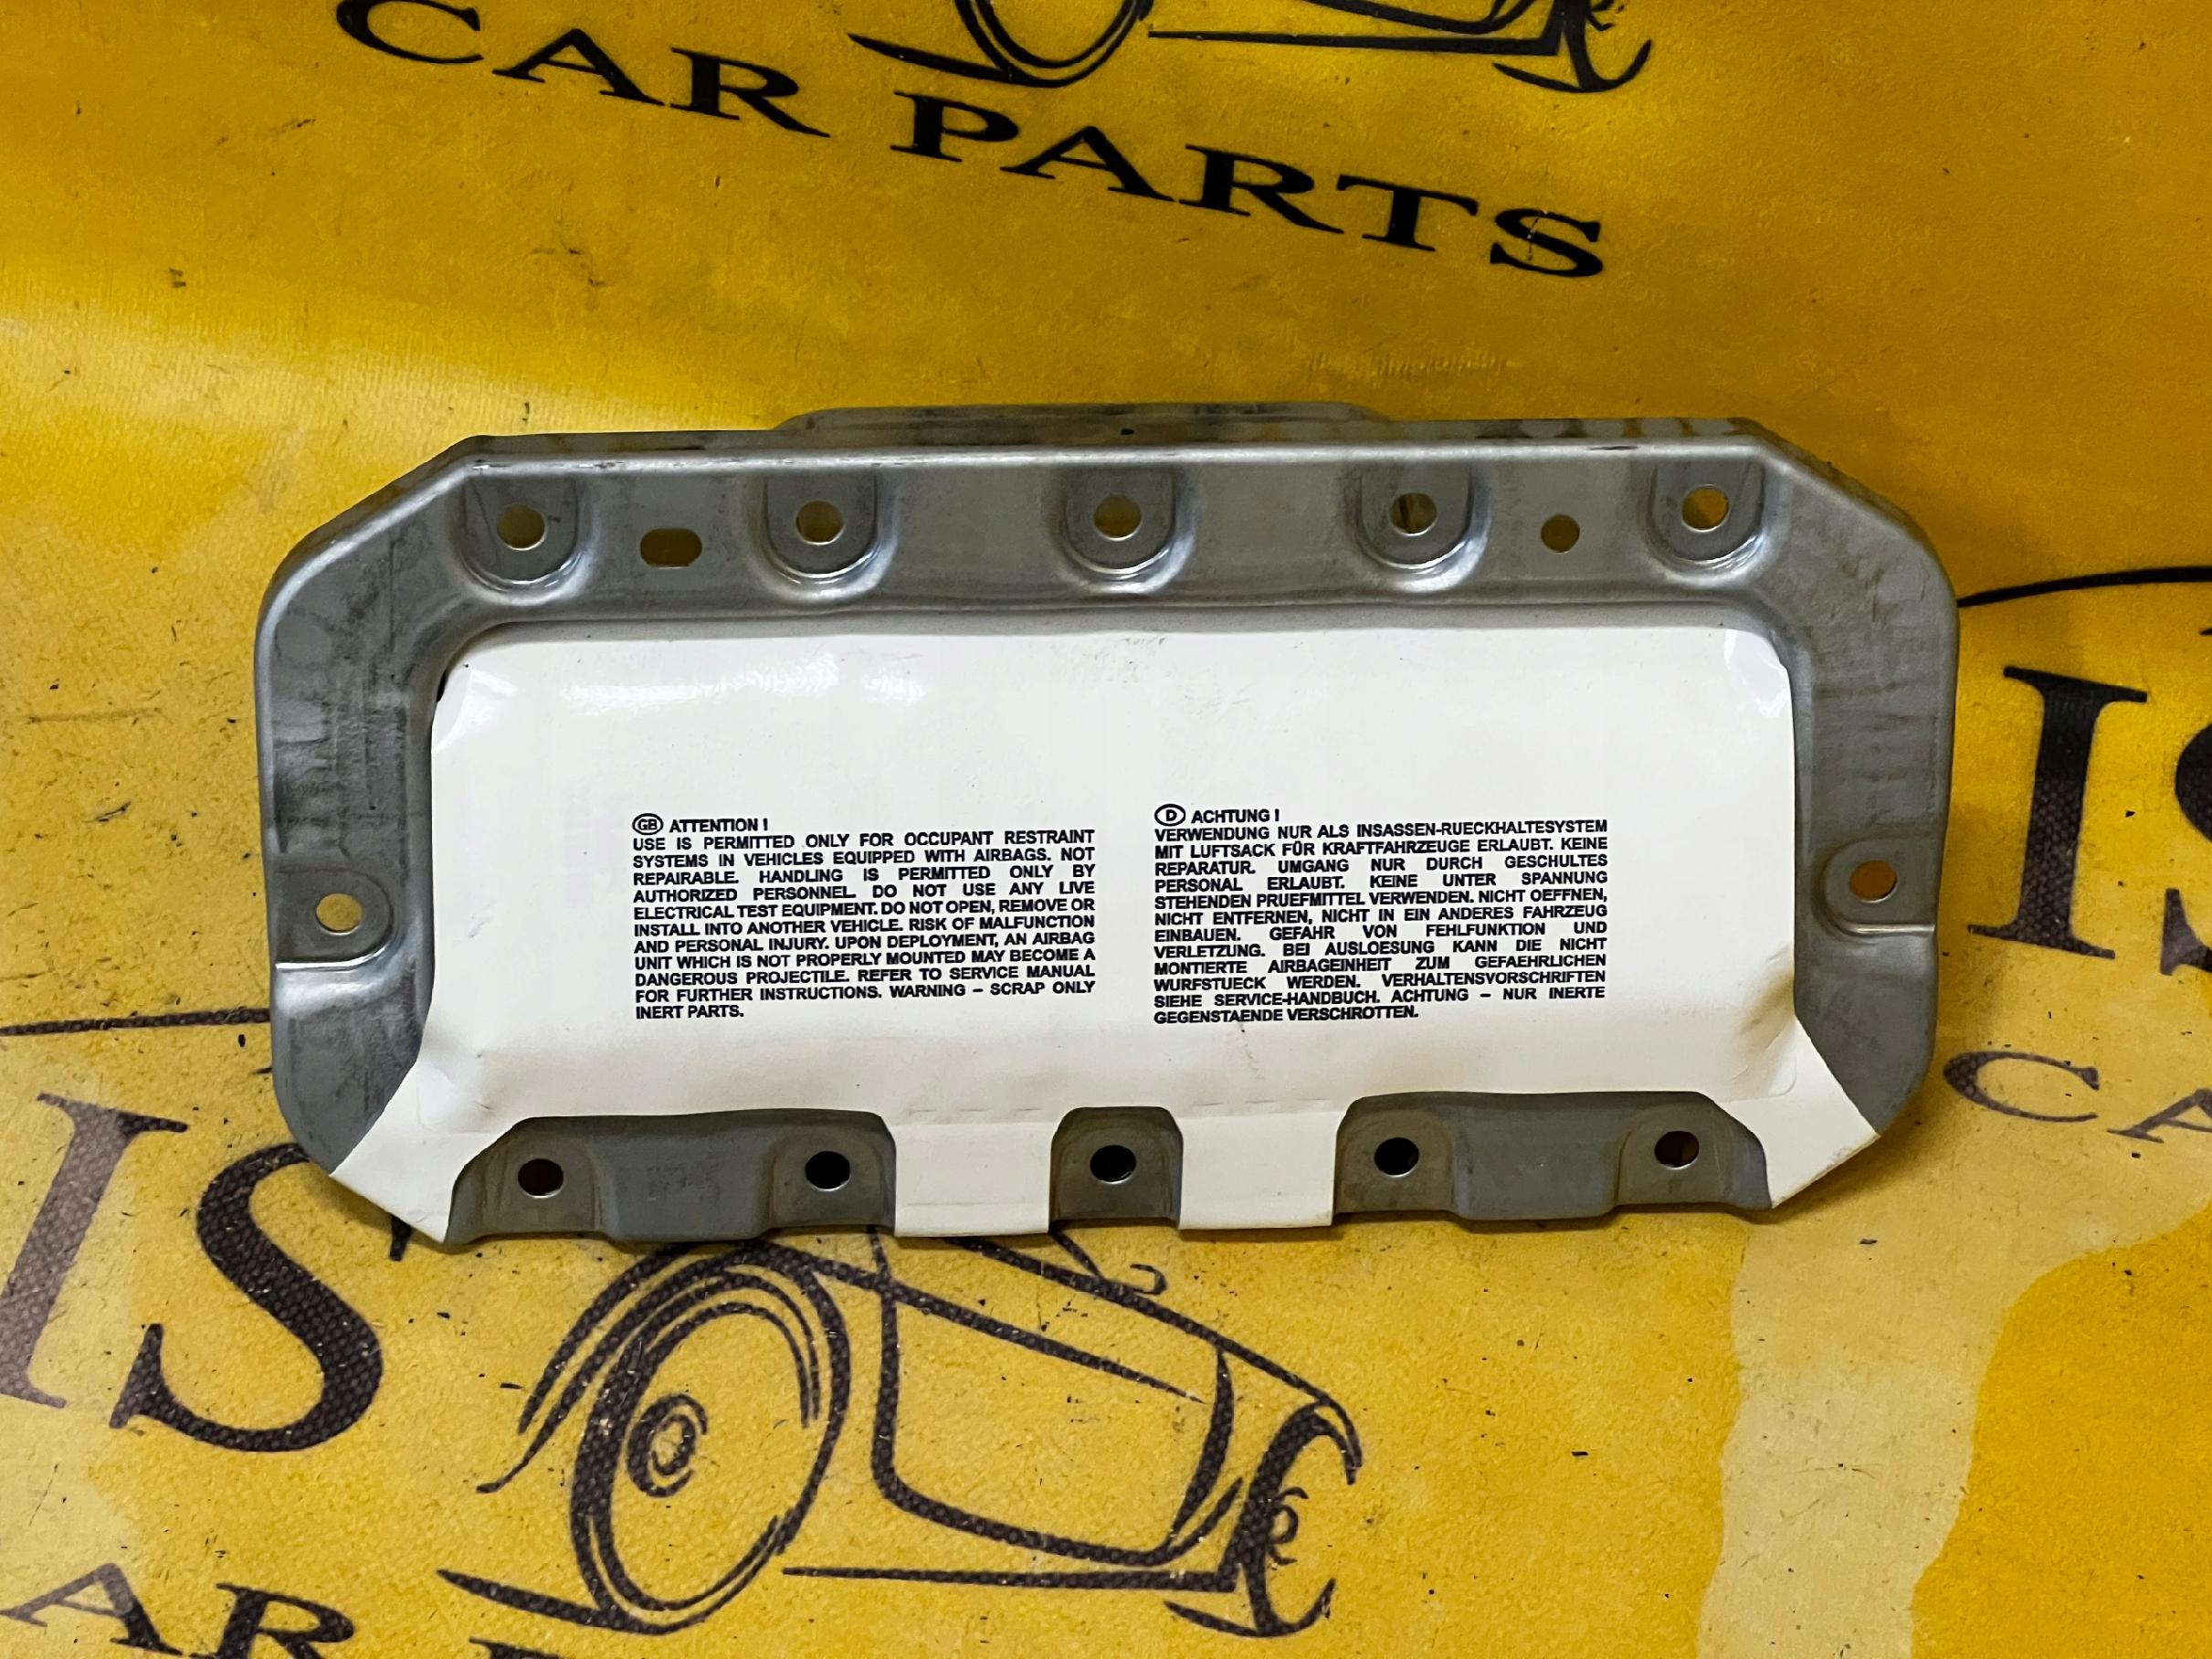 CAR PARTS
IS
GB ATTENTION !
USE IS PERMITTED ONLY FOR OCCUPANT RESTRAINT
SYSTEMS IN VEHICLES EQUIPPED WITH AIRBAGS. NOT
REPAIRABLE. HANDLING IS PERMITTED ONLY BY
AUTHORIZED PERSONNEL. DO NOT USE ANY LIVE
ELECTRICAL TEST EQUIPMENT. DO NOT OPEN, REMOVE OR
INSTALL INTO ANOTHER VEHICLE. RISK OF MALFUNCTION
AND PERSONAL INJURY. UPON DEPLOYMENT, AN AIRBAG
UNIT WHICH IS NOT PROPERLY MOUNTED MAY BECOME A
DANGEROUS PROJECTILE. REFER TO SERVICE MANUAL
FOR FURTHER INSTRUCTIONS. WARNING – SCRAP ONLY
INERT PARTS.
D ACHTUNG !
VERWENDUNG NUR ALS INSASSEN-RUECKHALTESYSTEM
MIT LUFTSACK FÜR KRAFTFAHRZEUGE ERLAUBT. KEINE
REPARATUR. UMGANG NUR DURCH GESCHULTES
PERSONAL ERLAUBT. KEINE UNTER SPANNUNG
STEHENDEN PRUEFMITTEL VERWENDEN. NICHT OEFFNEN,
NICHT ENTFERNEN, NICHT IN EIN ANDERES FAHRZEUG
EINBAUEN. GEFAHR VON FEHLFUNKTION UND
VERLETZUNG. BEI AUSLOESUNG KANN DIE NICHT
MONTIERTE AIRBAGEINHEIT ZUM GEFAEHRLICHEN
WURFSTUECK WERDEN. VERHALTENSVORSCHRIFTEN
SIEHE SERVICE-HANDBUCH. ACHTUNG – NUR INERTE
GEGENSTAENDE VERSCHROTTEN.
CA
IS
AR